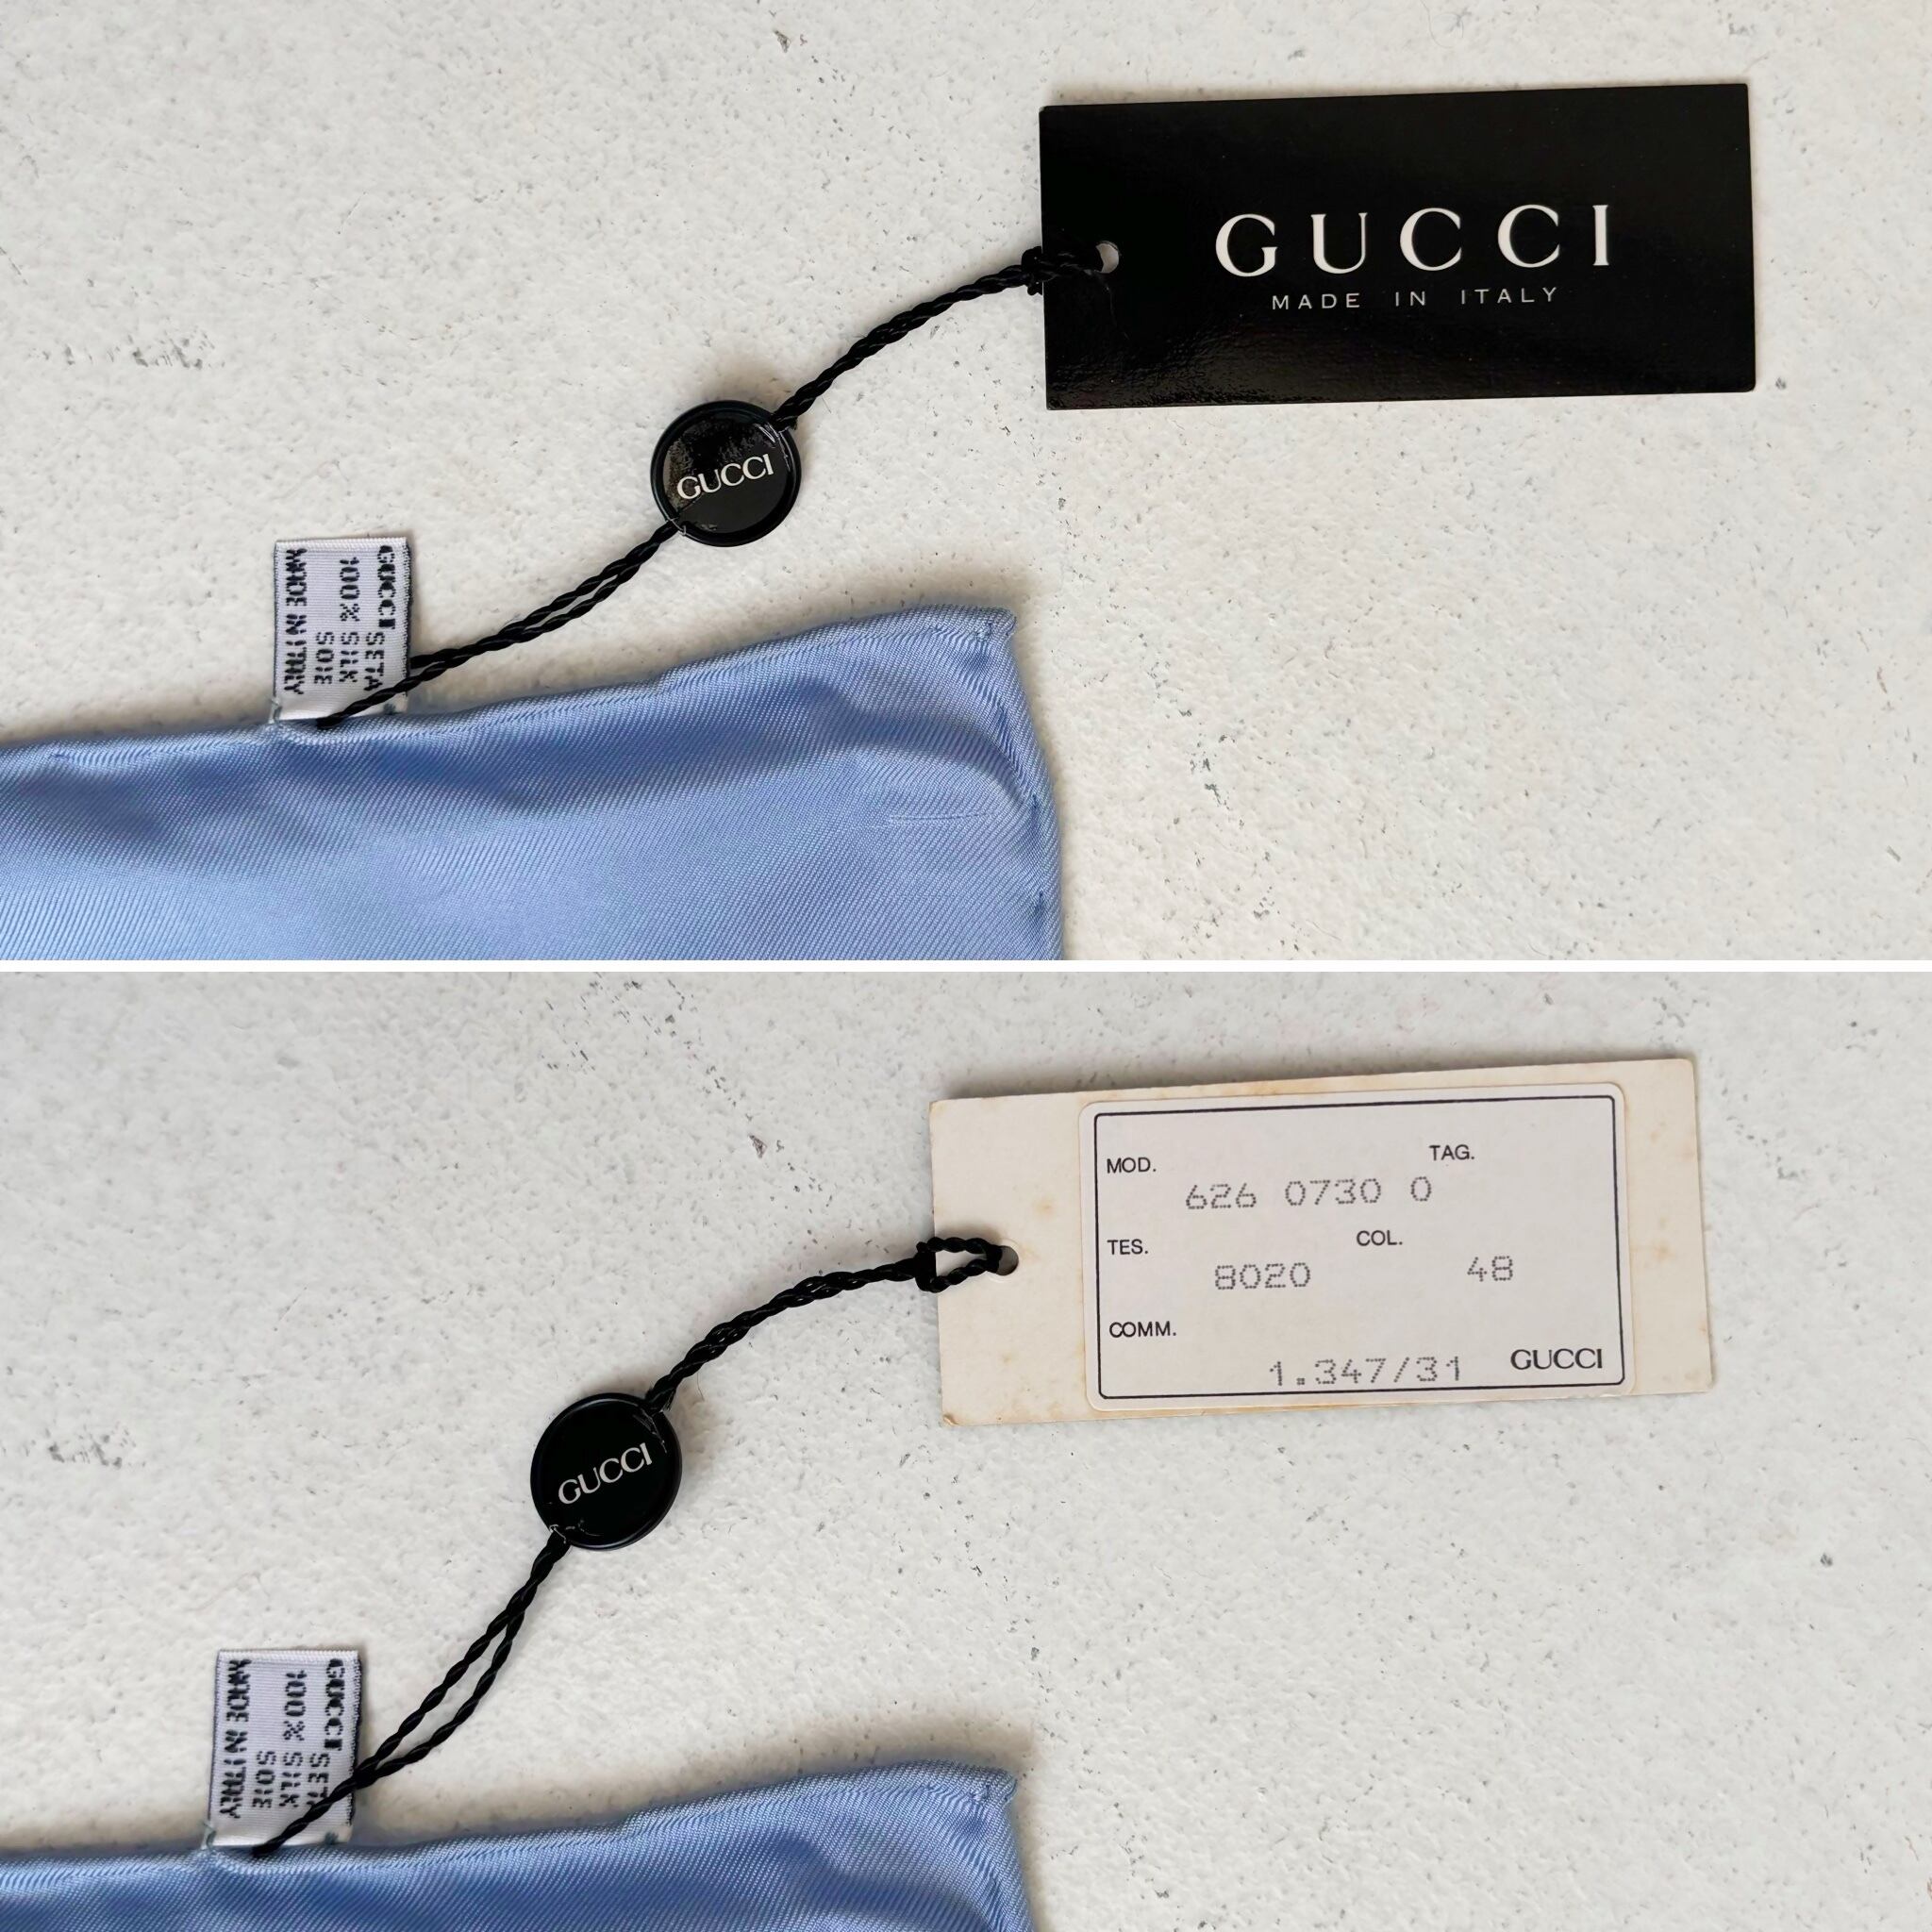 GUCCI
MADE IN ITALY
GUCCI
GUCCI
SETA
100% SILK
SOIE
MADE IN ITALY
MOD. TAG.
626 0730 0
TES. COL.
8020 48
COMM.
1.347/31 GUCCI
GUCCI
GUCCI
SETA
100% SILK
SOIE
MADE IN ITALY